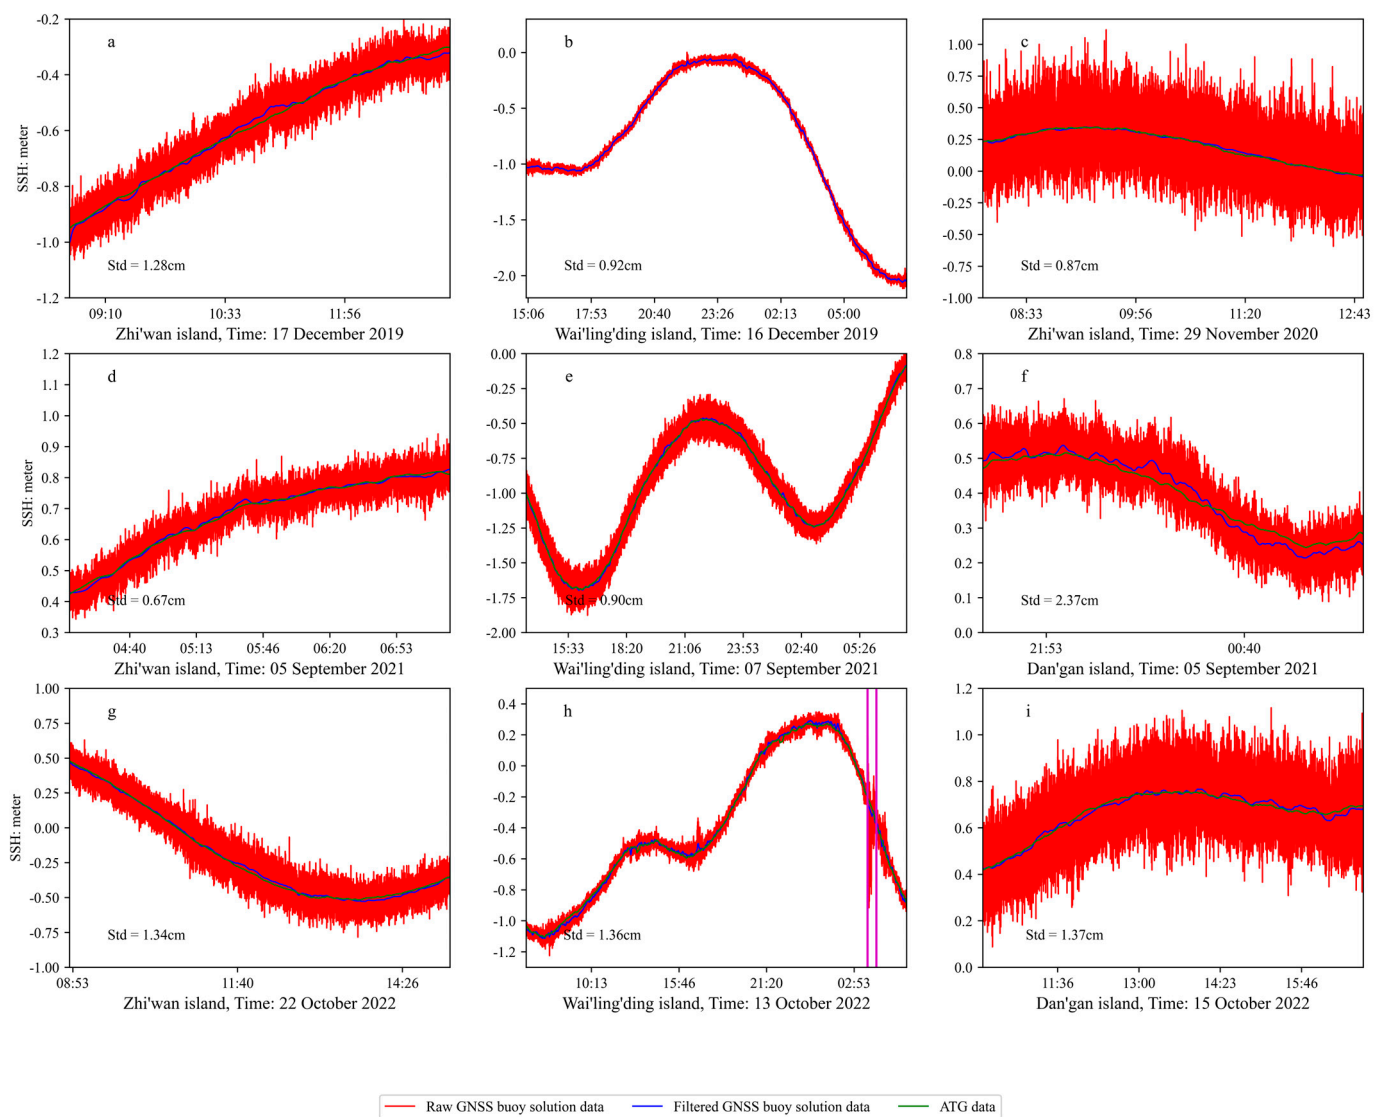 a
-0.2
-0.4
-0.6
-0.8
-1.0
-1.2
SSH: meter
Std = 1.28cm
09:10 10:33 11:56
Zhi'wan island, Time: 17 December 2019
b
0.0
-0.5
-1.0
-1.5
-2.0
Std = 0.92cm
15:06 17:53 20:40 23:26 02:13 05:00
Wai'ling'ding island, Time: 16 December 2019
c
1.00
0.75
0.50
0.25
0.00
-0.25
-0.50
-0.75
-1.00
Std = 0.87cm
08:33 09:56 11:20 12:43
Zhi'wan island, Time: 29 November 2020
d
1.2
1.1
1.0
0.9
0.8
0.7
0.6
0.5
0.4
0.3
SSH: meter
Std = 0.67cm
04:40 05:13 05:46 06:20 06:53
Zhi'wan island, Time: 05 September 2021
e
0.00
-0.25
-0.50
-0.75
-1.00
-1.25
-1.50
-1.75
-2.00
Std = 0.90cm
15:33 18:20 21:06 23:53 02:40 05:26
Wai'ling'ding island, Time: 07 September 2021
f
0.8
0.7
0.6
0.5
0.4
0.3
0.2
0.1
0.0
Std = 2.37cm
21:53 00:40
Dan'gan island, Time: 05 September 2021
g
1.00
0.75
0.50
0.25
0.00
-0.25
-0.50
-0.75
-1.00
SSH: meter
Std = 1.34cm
08:53 11:40 14:26
Zhi'wan island, Time: 22 October 2022
h
0.4
0.2
0.0
-0.2
-0.4
-0.6
-0.8
-1.0
-1.2
Std = 1.36cm
10:13 15:46 21:20 02:53
Wai'ling'ding island, Time: 13 October 2022
i
1.2
1.0
0.8
0.6
0.4
0.2
0.0
Std = 1.37cm
11:36 13:00 14:23 15:46
Dan'gan island, Time: 15 October 2022
Raw GNSS buoy solution data Filtered GNSS buoy solution data ATG data